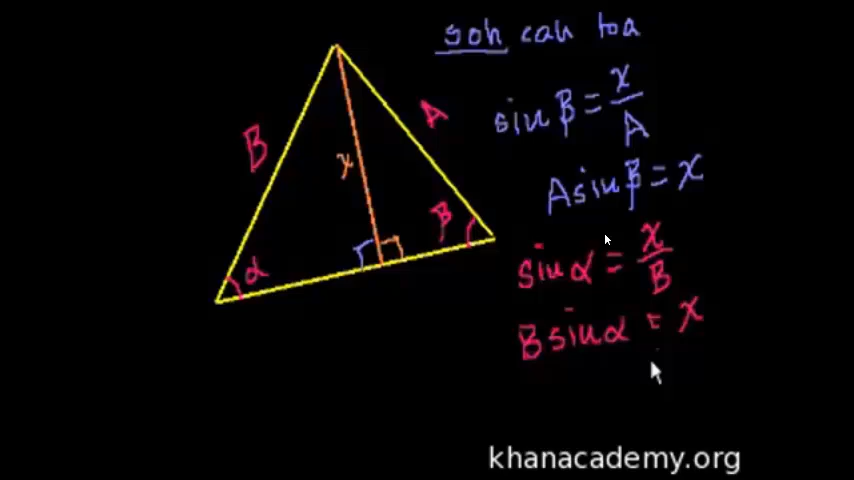 soh cah toa
B
A
sin β = x/A
x
A sin β = x
β
sin α = x/B
α
B sin α = x
khanacademy.org